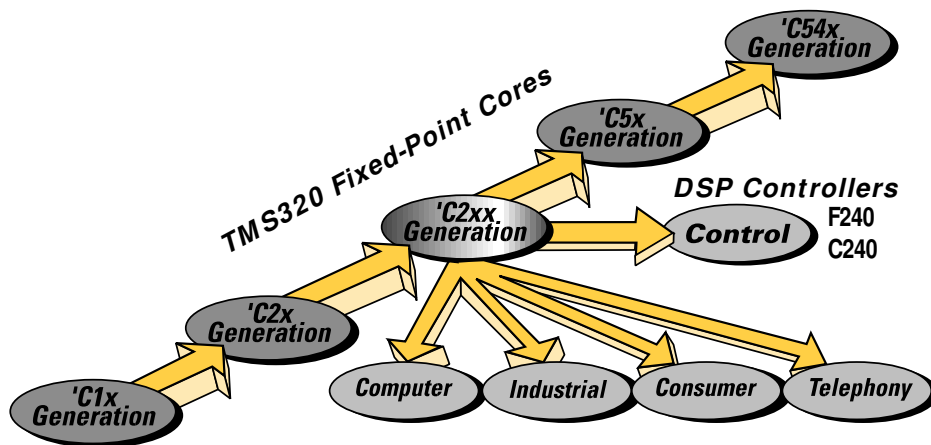 'C54x
Generation
TMS320 Fixed-Point Cores
'C5x
Generation
DSP Controllers
'C2xx
Generation
Control
F240
C240
'C2x
Generation
Computer
Industrial
Consumer
Telephony
'C1x
Generation